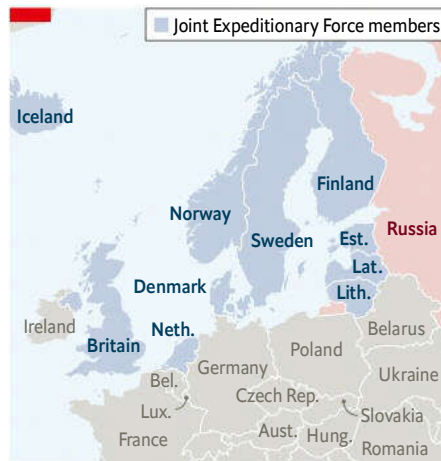 Joint Expeditionary Force members
Iceland
Finland
Norway
Sweden
Russia
Est.
Lat.
Denmark
Lith.
Ireland
Neth.
Belarus
Britain
Poland
Germany
Bel.
Ukraine
Czech Rep.
Lux.
Slovakia
France
Aust.
Hung.
Romania